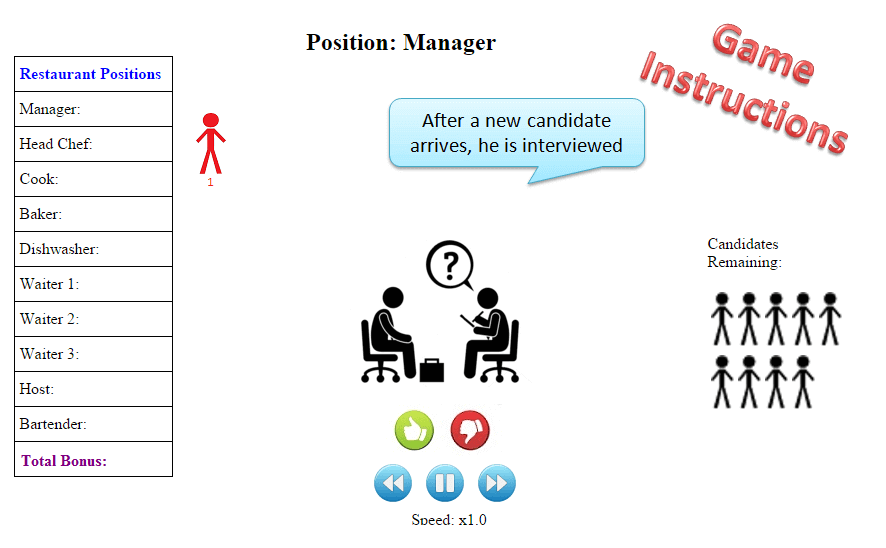 Position: Manager
Game
Instructions
Restaurant Positions
Manager:
Head Chef:
Cook:
Baker:
Dishwasher:
Waiter 1:
Waiter 2:
Waiter 3:
Host:
Bartender:
Total Bonus:
1
After a new candidate
arrives, he is interviewed
?
Candidates
Remaining:
Speed: x1.0